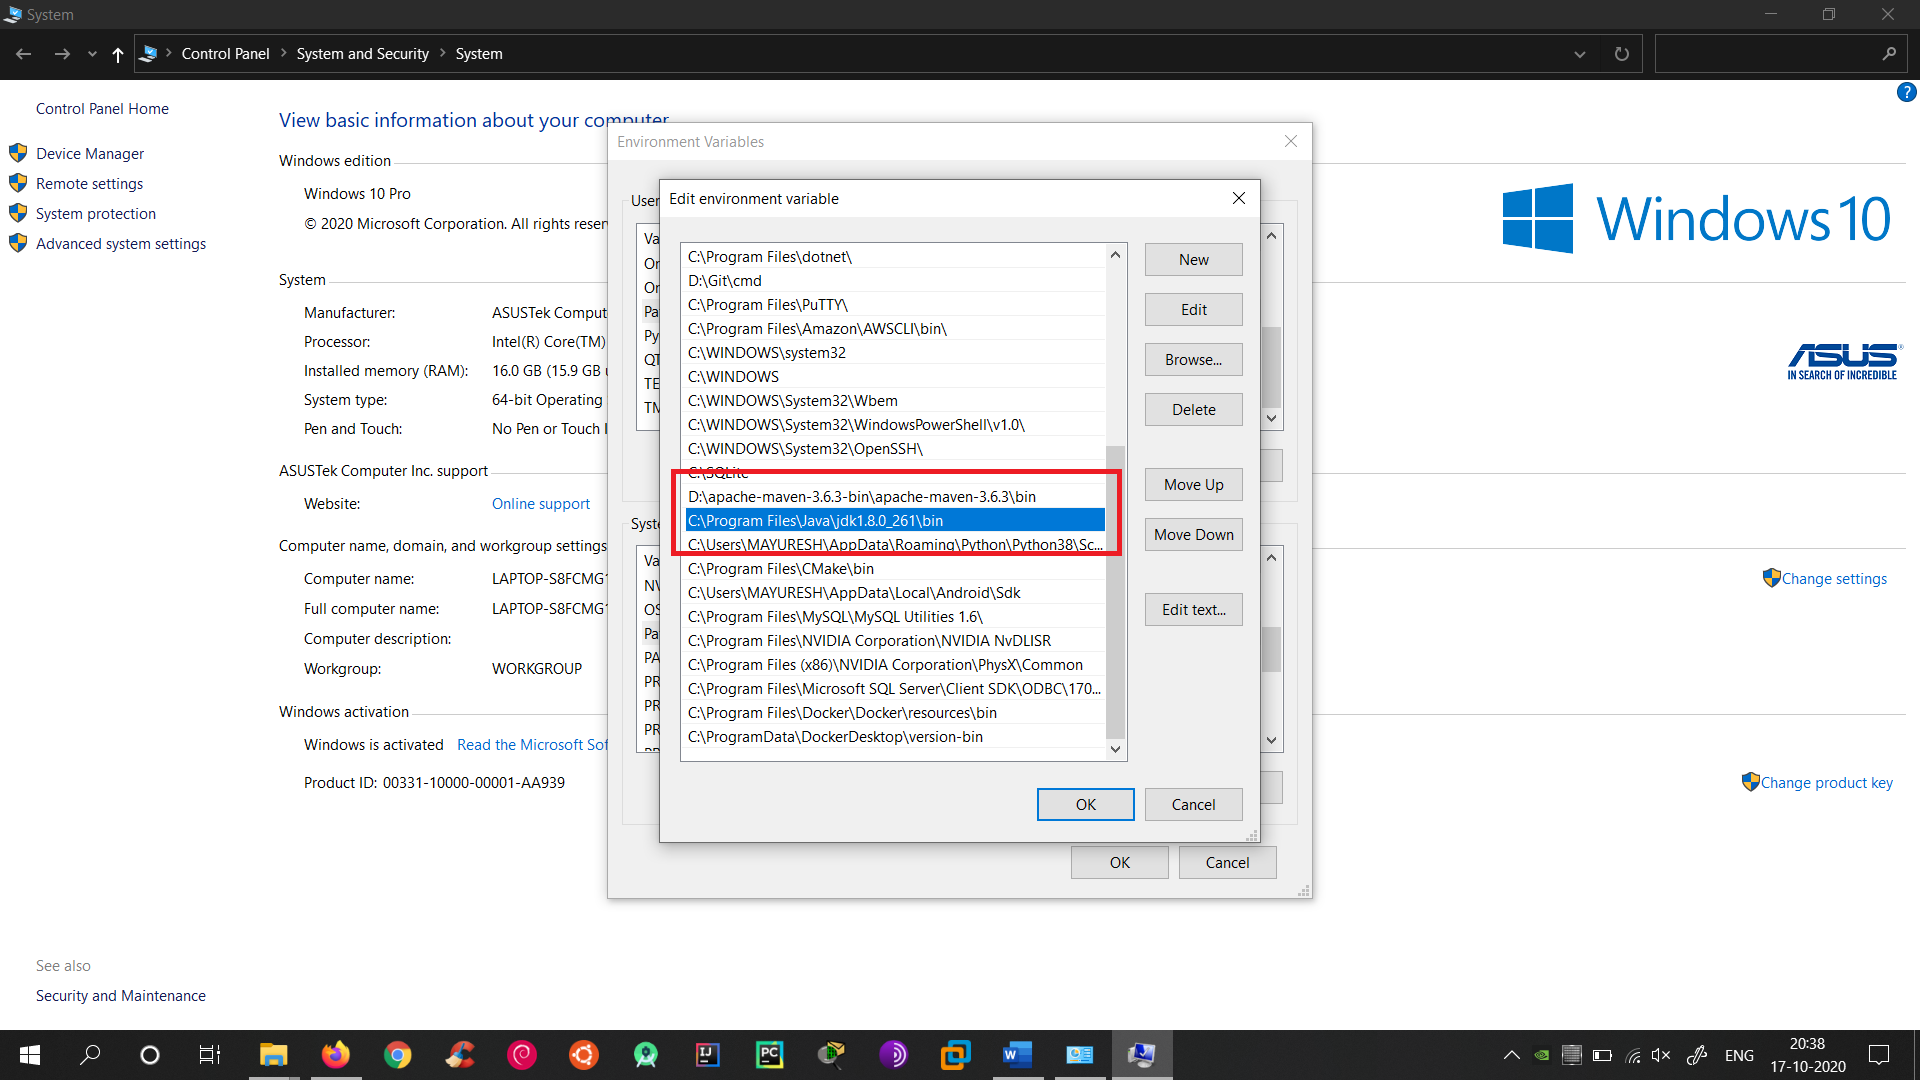 System
Control Panel
System and Security
System
Control Panel Home
Device Manager
Remote settings
System protection
Advanced system settings
See also
Security and Maintenance
View basic information about your computer
Windows edition
Windows 10 Pro
© 2020 Microsoft Corporation. All rights reser
System
Manufacturer: ASUSTek Comput
Processor: Intel(R) Core(TM)
Installed memory (RAM): 16.0 GB (15.9 GB u
System type: 64-bit Operating
Pen and Touch: No Pen or Touch I
ASUSTek Computer Inc. support
Website: Online support
Computer name, domain, and workgroup settings
Computer name: LAPTOP-S8FCMG
Full computer name: LAPTOP-S8FCMG
Computer description:
Workgroup: WORKGROUP
Windows activation
Windows is activated Read the Microsoft Sof
Product ID: 00331-10000-00001-AA939
Windows 10
ASUS
IN SEARCH OF INCREDIBLE
Change settings
Change product key
Environment Variables
User
Va
On
On
Pa
Py
QT
TE
TM
Syste
Va
NV
OS
Pa
PA
PR
PR
PR
OK
Cancel
Edit environment variable
C:\Program Files\dotnet\
D:\Git\cmd
C:\Program Files\PuTTY\
C:\Program Files\Amazon\AWSCLI\bin\
C:\WINDOWS\system32
C:\WINDOWS
C:\WINDOWS\System32\Wbem
C:\WINDOWS\System32\WindowsPowerShell\v1.0\
C:\WINDOWS\System32\OpenSSH\
C:\SQLite
D:\apache-maven-3.6.3-bin\apache-maven-3.6.3\bin
C:\Program Files\Java\jdk1.8.0_261\bin
C:\Users\MAYURESH\AppData\Roaming\Python\Python38\Sc...
C:\Program Files\CMake\bin
C:\Users\MAYURESH\AppData\Local\Android\Sdk
C:\Program Files\MySQL\MySQL Utilities 1.6\
C:\Program Files\NVIDIA Corporation\NVIDIA NvDLISR
C:\Program Files (x86)\NVIDIA Corporation\PhysX\Common
C:\Program Files\Microsoft SQL Server\Client SDK\ODBC\170...
C:\Program Files\Docker\Docker\resources\bin
C:\ProgramData\DockerDesktop\version-bin
New
Edit
Browse...
Delete
Move Up
Move Down
Edit text...
OK
Cancel
ENG
20:38
17-10-2020